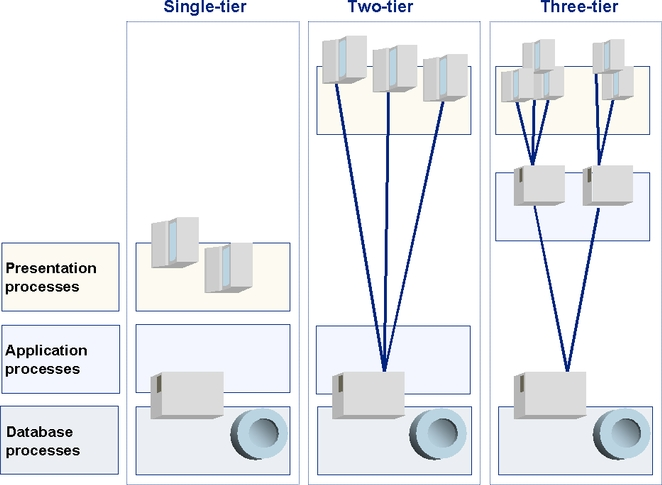 Single-tier
Two-tier
Three-tier
Presentation
processes
Application
processes
Database
processes